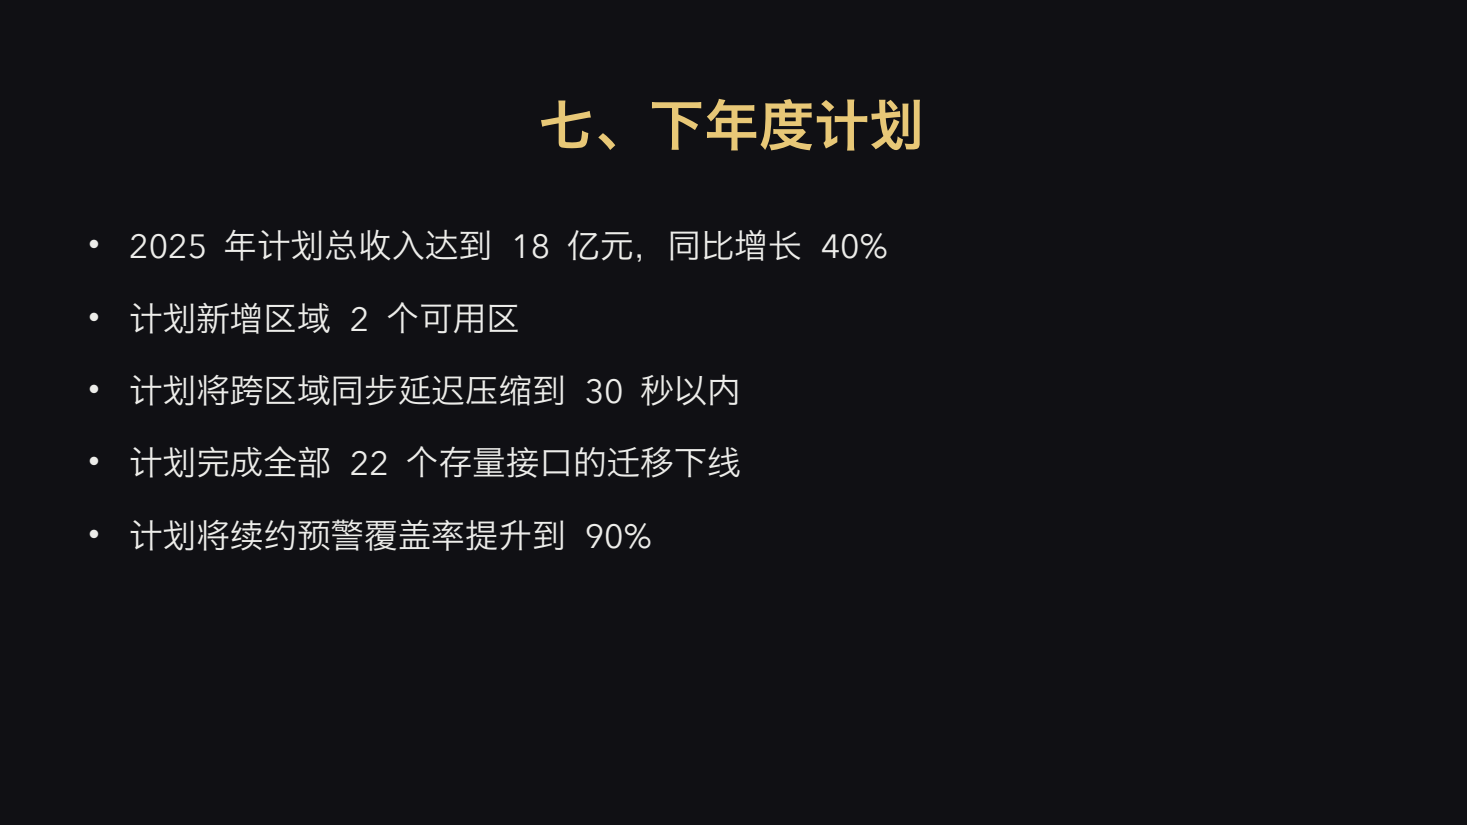 七、下年度计划
• 2025 年计划总收入达到 18 亿元，同比增长 40%
• 计划新增区域 2 个可用区
• 计划将跨区域同步延迟压缩到 30 秒以内
• 计划完成全部 22 个存量接口的迁移下线
• 计划将续约预警覆盖率提升到 90%